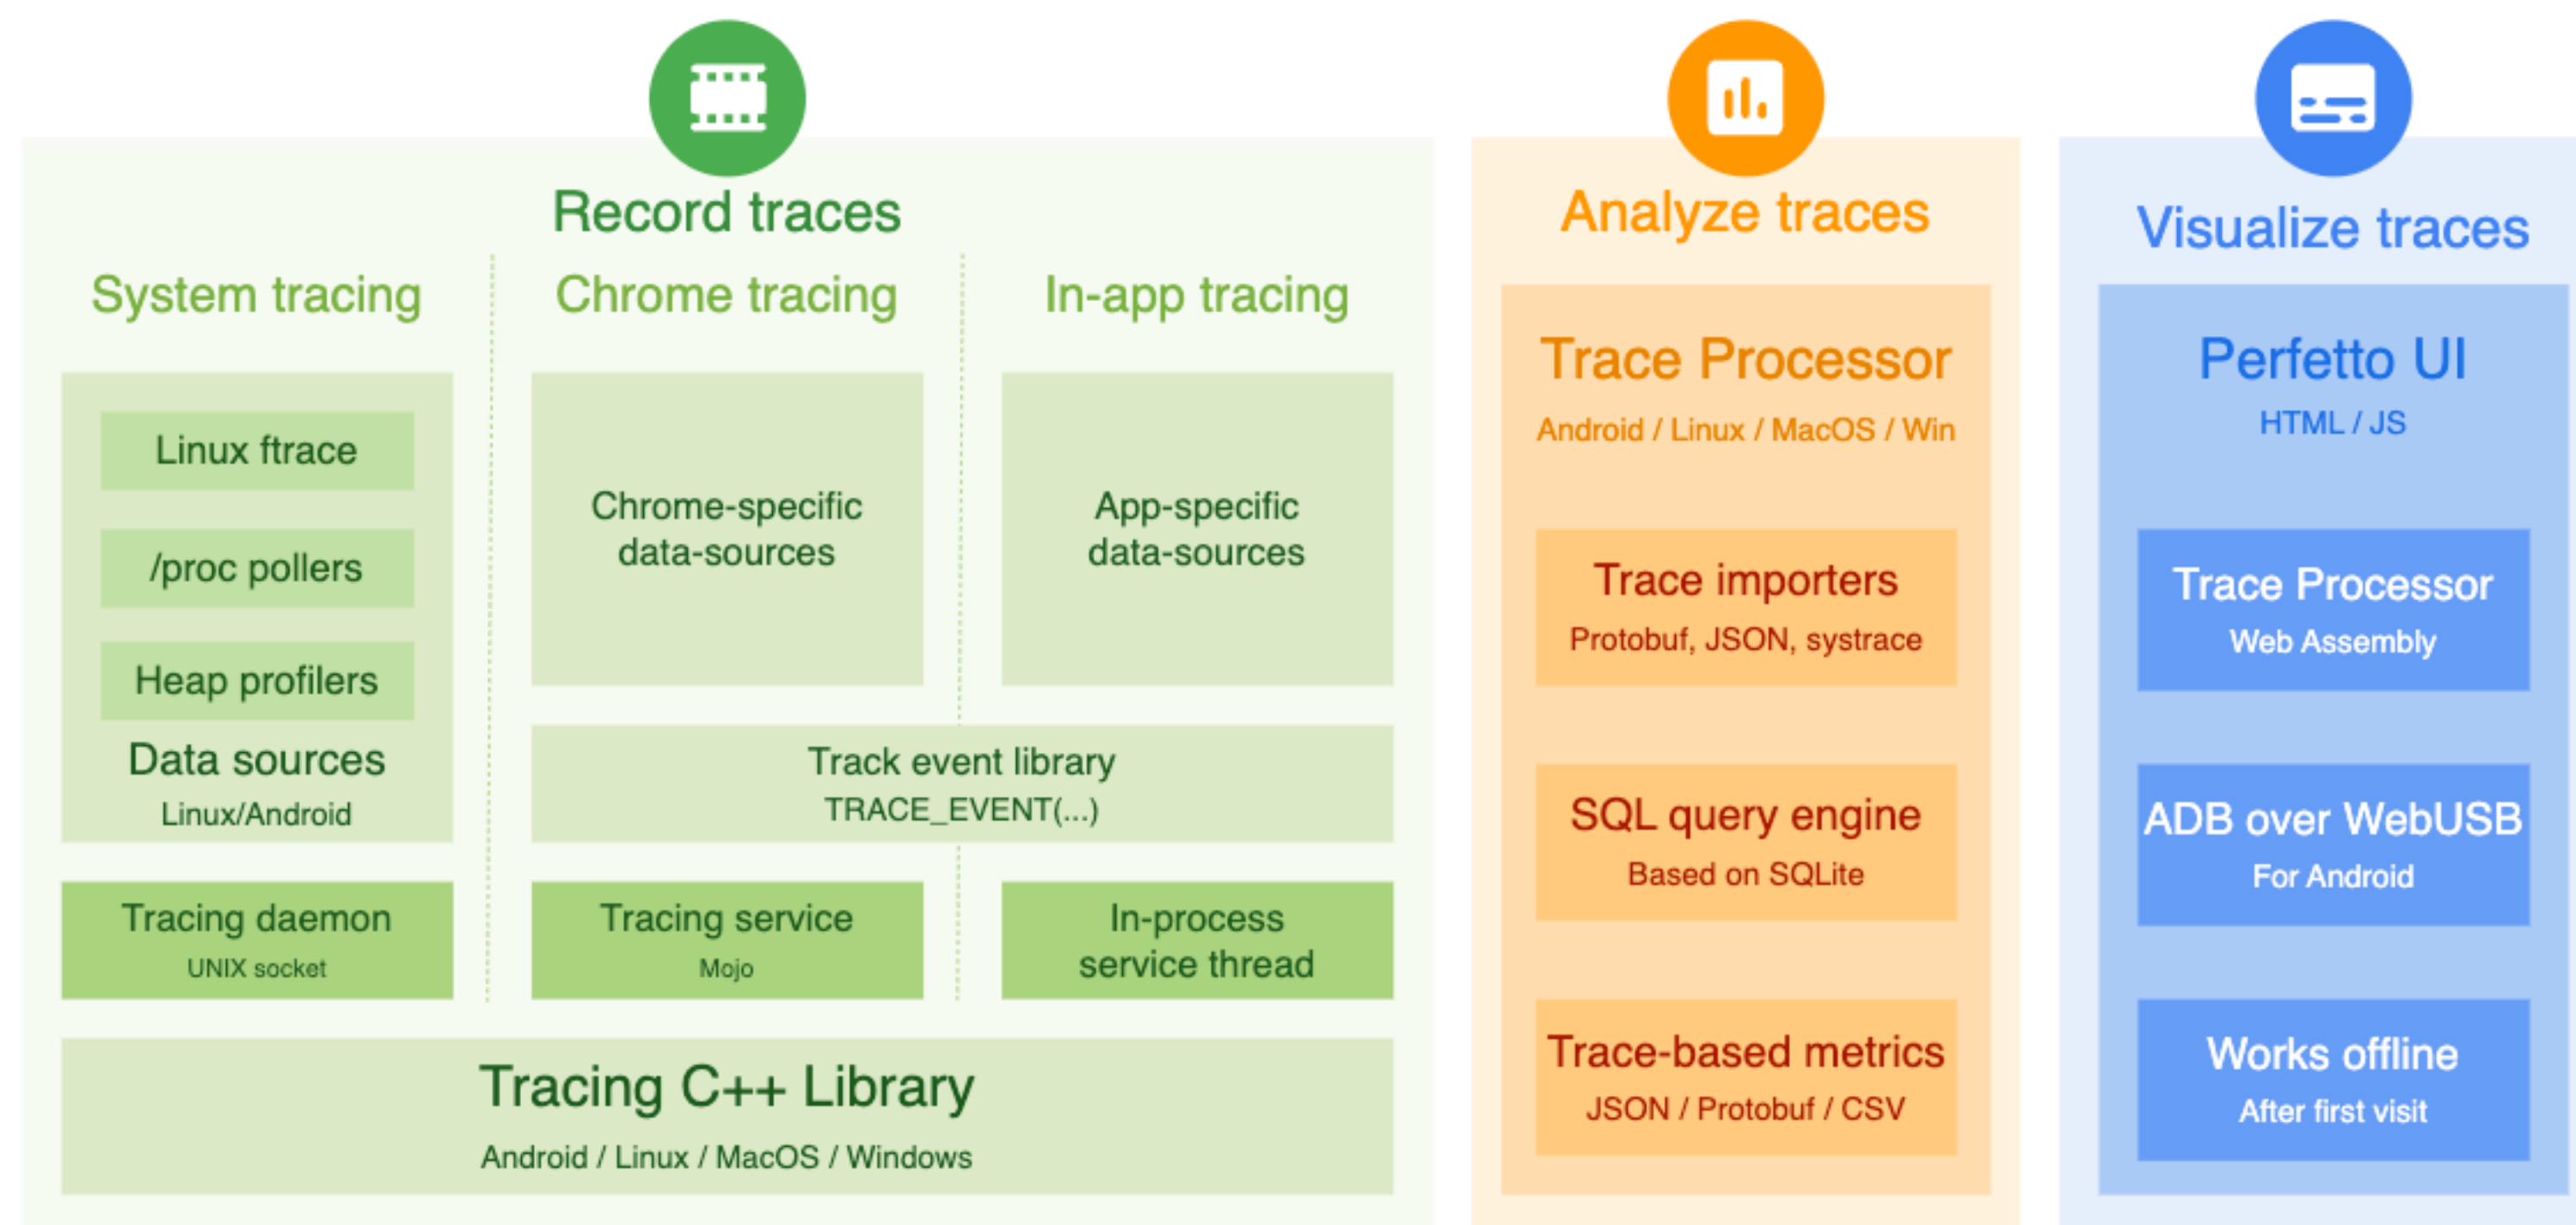 Record traces
System tracing
Linux ftrace
/proc pollers
Heap profilers
Data sources
Linux/Android
Tracing daemon
UNIX socket
Chrome tracing
Chrome-specific
data-sources
In-app tracing
App-specific
data-sources
Track event library
TRACE_EVENT(...)
Tracing service
Mojo
In-process
service thread
Tracing C++ Library
Android / Linux / MacOS / Windows
Analyze traces
Trace Processor
Android / Linux / MacOS / Win
Trace importers
Protobuf, JSON, systrace
SQL query engine
Based on SQLite
Trace-based metrics
JSON / Protobuf / CSV
Visualize traces
Perfetto UI
HTML / JS
Trace Processor
Web Assembly
ADB over WebUSB
For Android
Works offline
After first visit